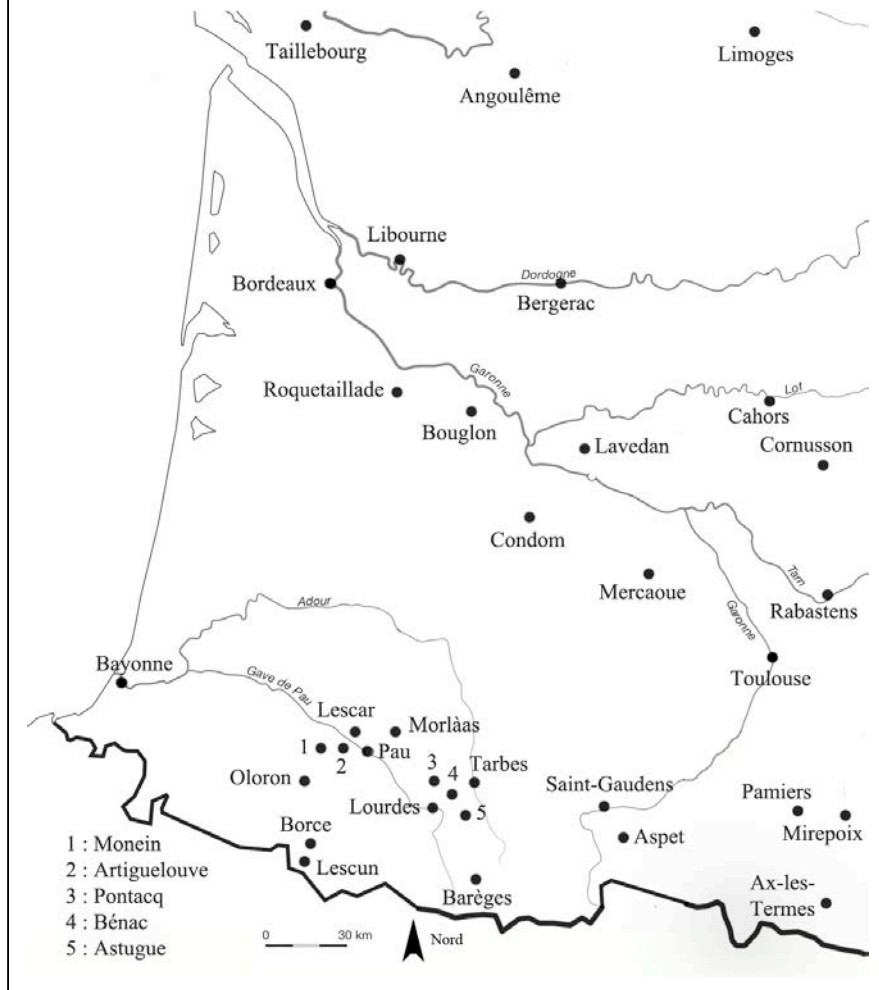 Taillebourg
Limoges
Angoulême
Libourne
Dordogne
Bordeaux
Bergerac
Garonne
Lot
Roquetaillade
Cahors
Bouglon
Lavedan
Cornusson
Condom
Tarn
Mercaoue
Rabastens
Garonne
Adour
Bayonne
Toulouse
Gave de Pau
Lescar
Morlàas
1
2
Pau
3
Tarbes
4
Oloron
Saint-Gaudens
Pamiers
Lourdes
5
Mirepoix
Borce
Aspet
1 : Monein
Lescun
2 : Artiguelouve
Barèges
Ax-les-
Termes
3 : Pontacq
4 : Bénac
0 30 km
Nord
5 : Astugue